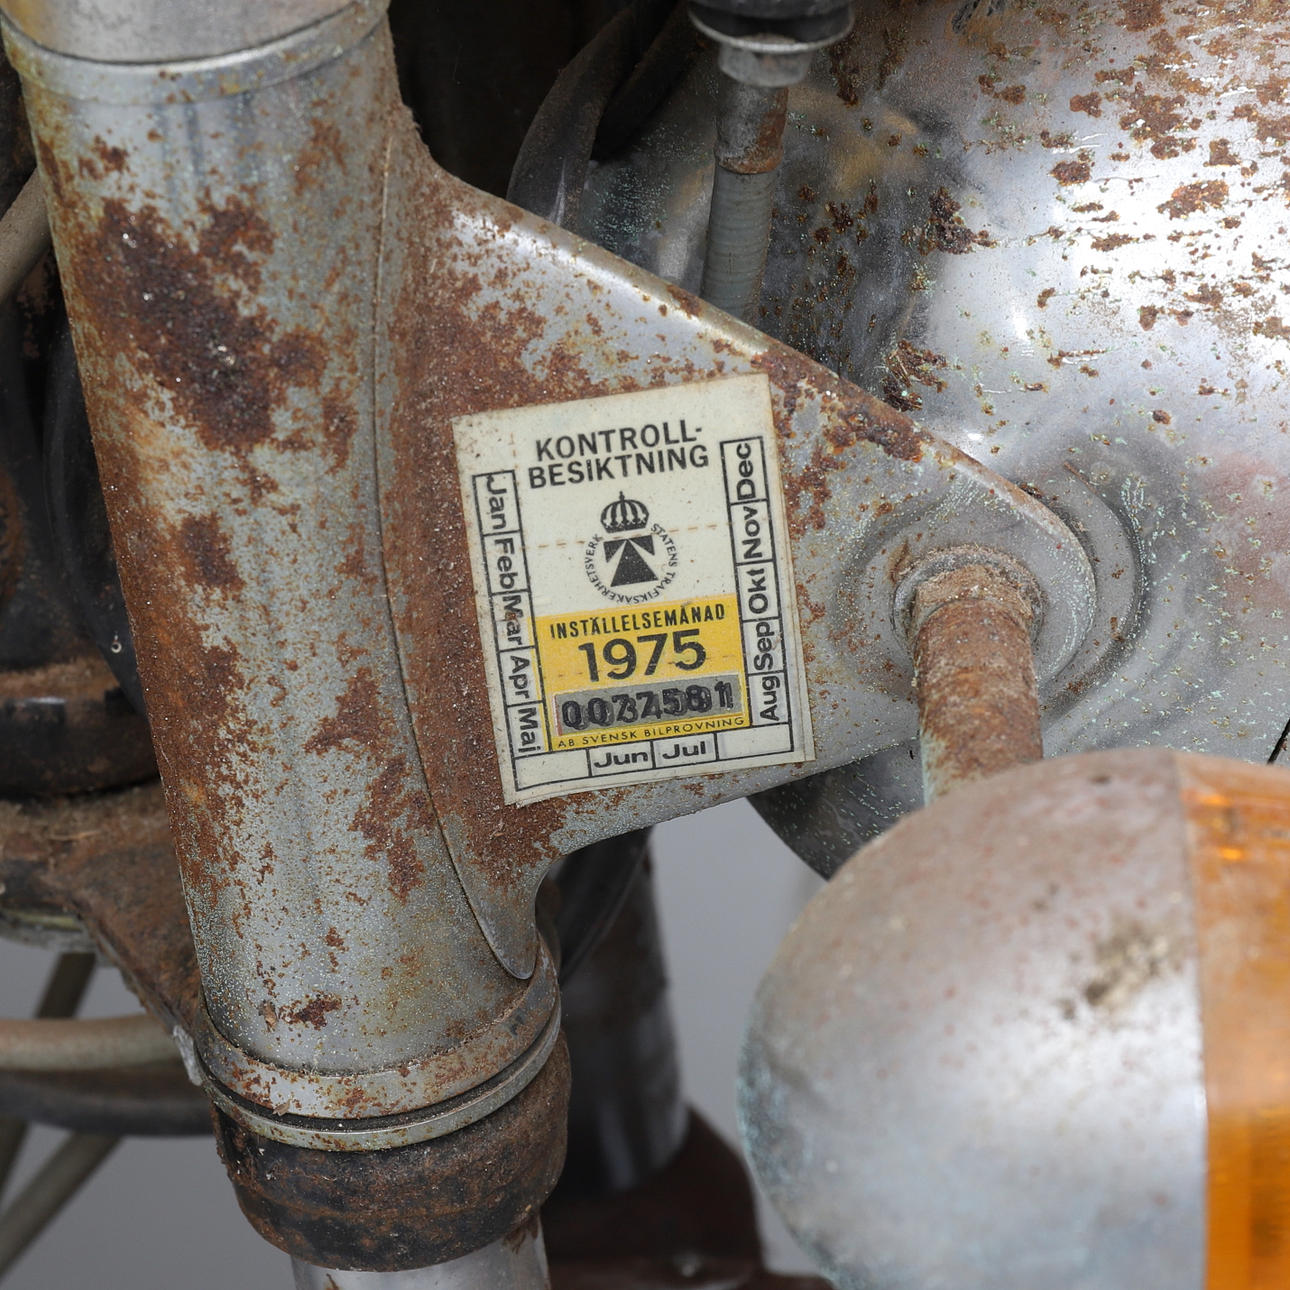 KONTROLL-
BESIKTNING
STATENS TRAFIKSÄKERHETSVERK
INSTÄLLELSEMÅNAD
1975
AB SVENSK BILPROVNING
Jan
Feb
Mar
Apr
Maj
Jun
Jul
Aug
Sep
Okt
Nov
Dec